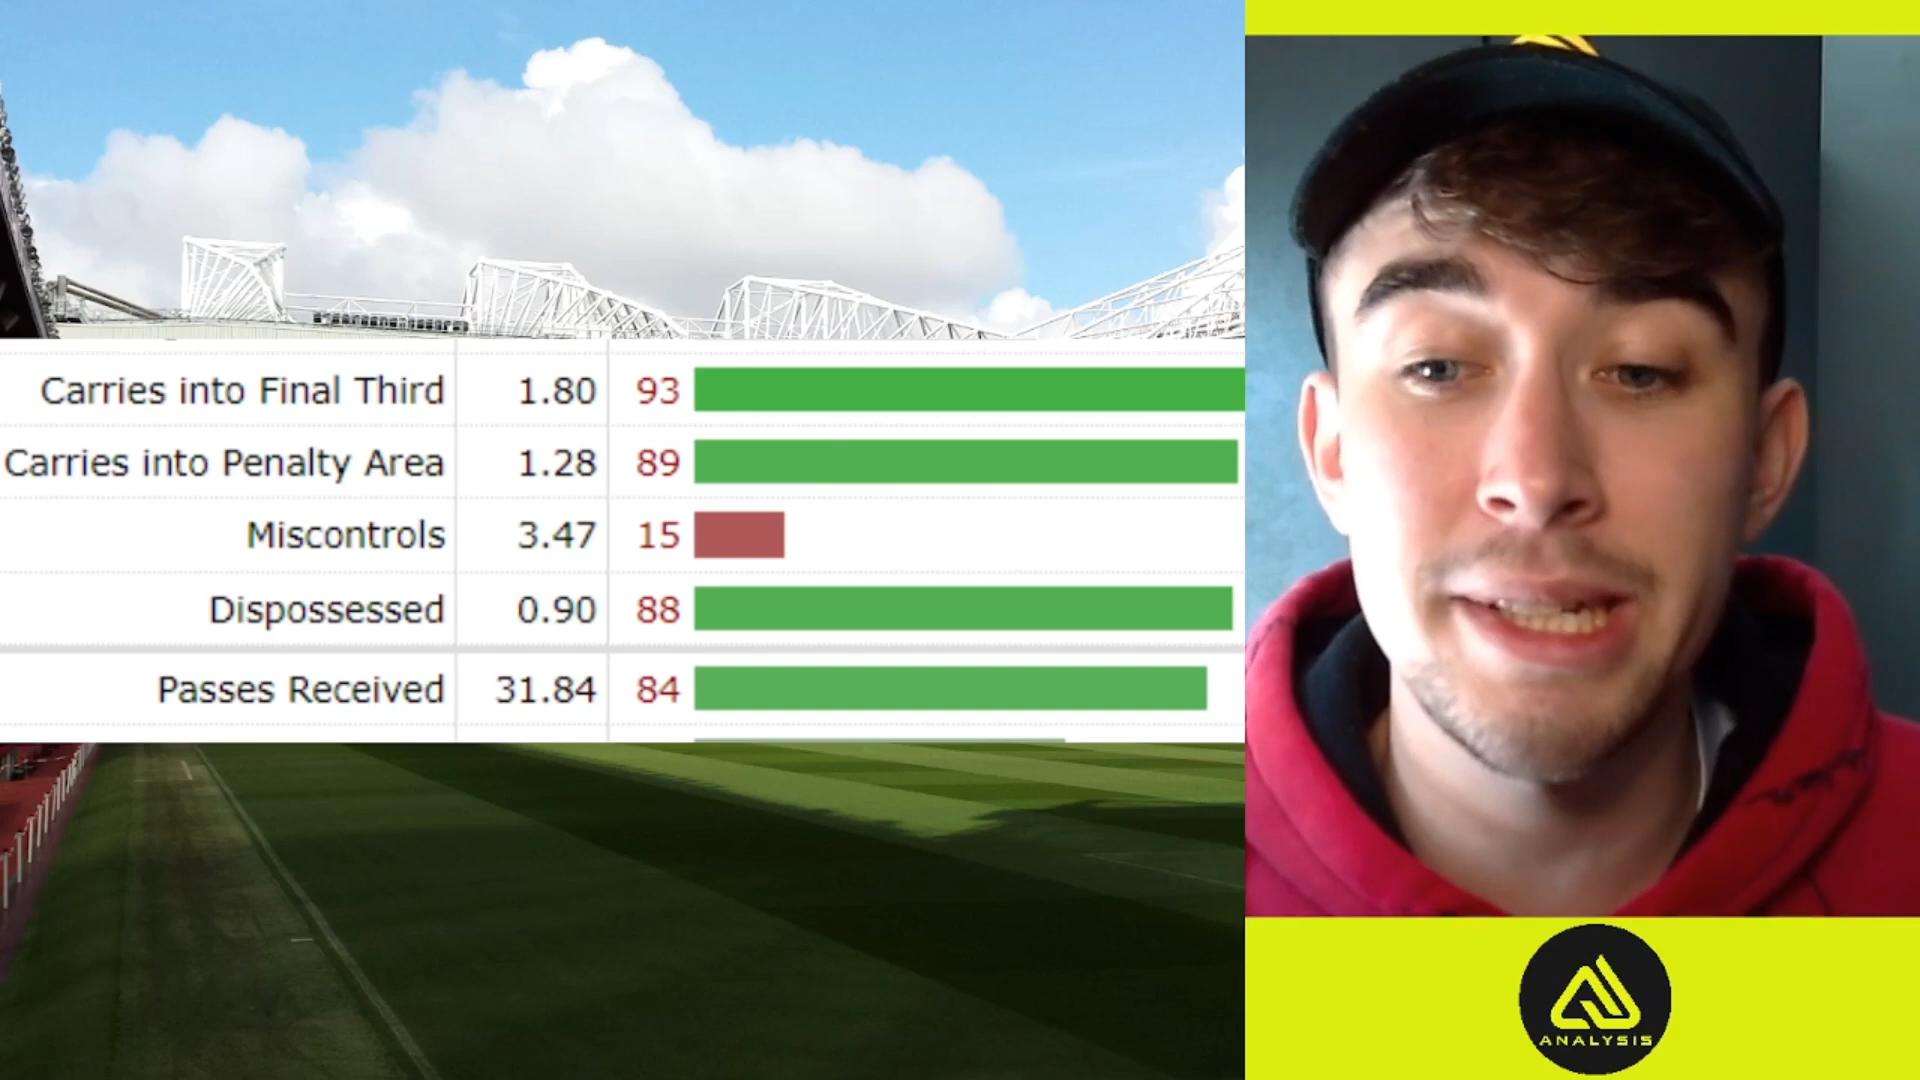 Carries into Final Third 1.80 93
Carries into Penalty Area 1.28 89
Miscontrols 3.47 15
Dispossessed 0.90 88
Passes Received 31.84 84
ANALYSIS